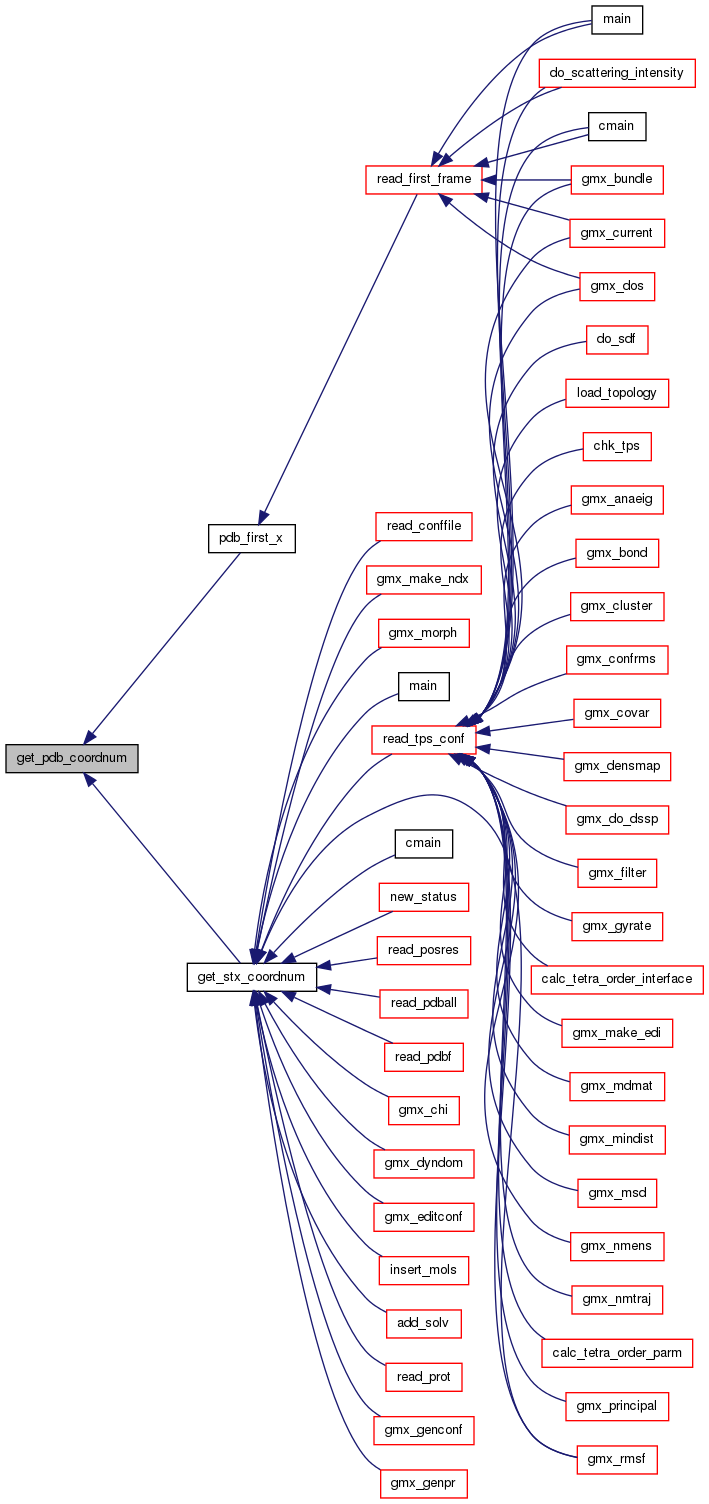 main
do_scattering_intensity
cmain
read_first_frame
gmx_bundle
gmx_current
gmx_dos
do_sdf
load_topology
chk_tps
gmx_anaeig
read_conffile
pdb_first_x
gmx_bond
gmx_make_ndx
gmx_cluster
gmx_morph
gmx_confrms
main
gmx_covar
read_tps_conf
get_pdb_coordnum
gmx_densmap
gmx_do_dssp
cmain
gmx_filter
new_status
gmx_gyrate
read_posres
get_stx_coordnum
calc_tetra_order_interface
read_pdball
gmx_make_edi
read_pdbf
gmx_mdmat
gmx_chi
gmx_mindist
gmx_dyndom
gmx_msd
gmx_editconf
gmx_nmens
insert_mols
gmx_nmtraj
add_solv
calc_tetra_order_parm
read_prot
gmx_principal
gmx_genconf
gmx_rmsf
gmx_genpr